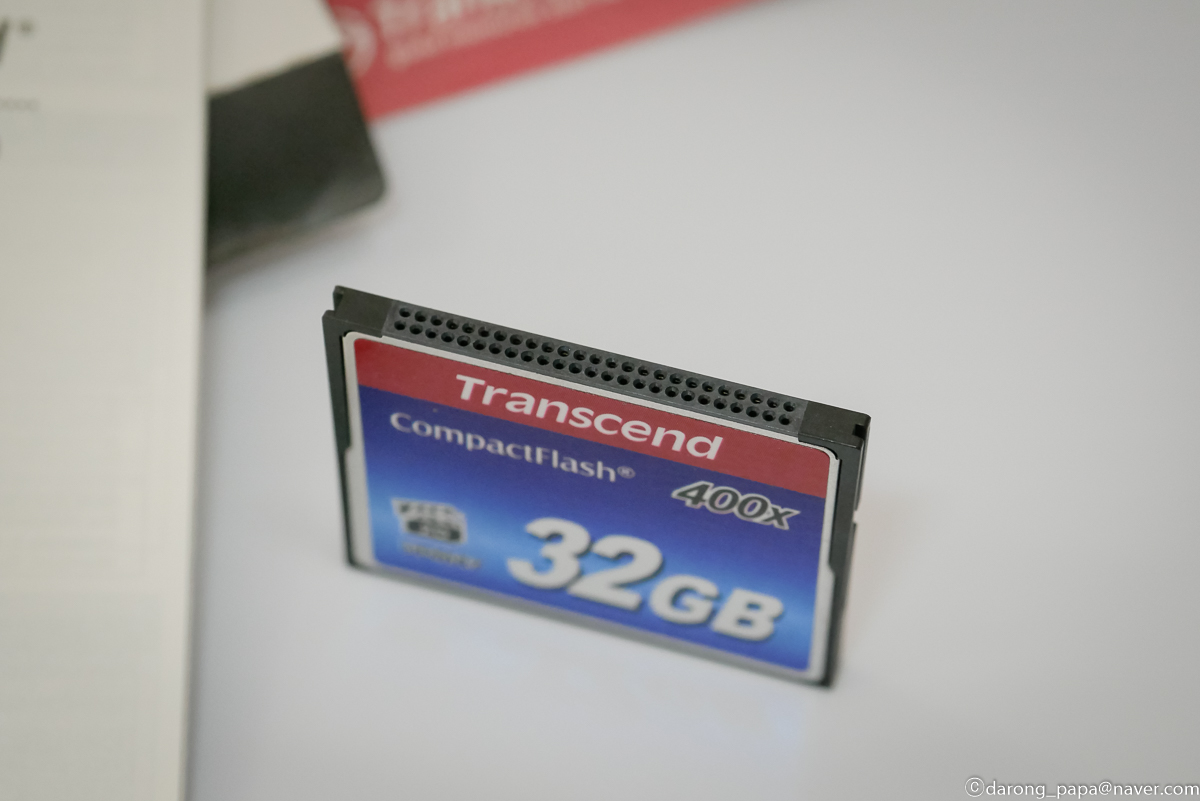 Transcend
CompactFlash®
400x
32GB
©darong_papa@naver.com